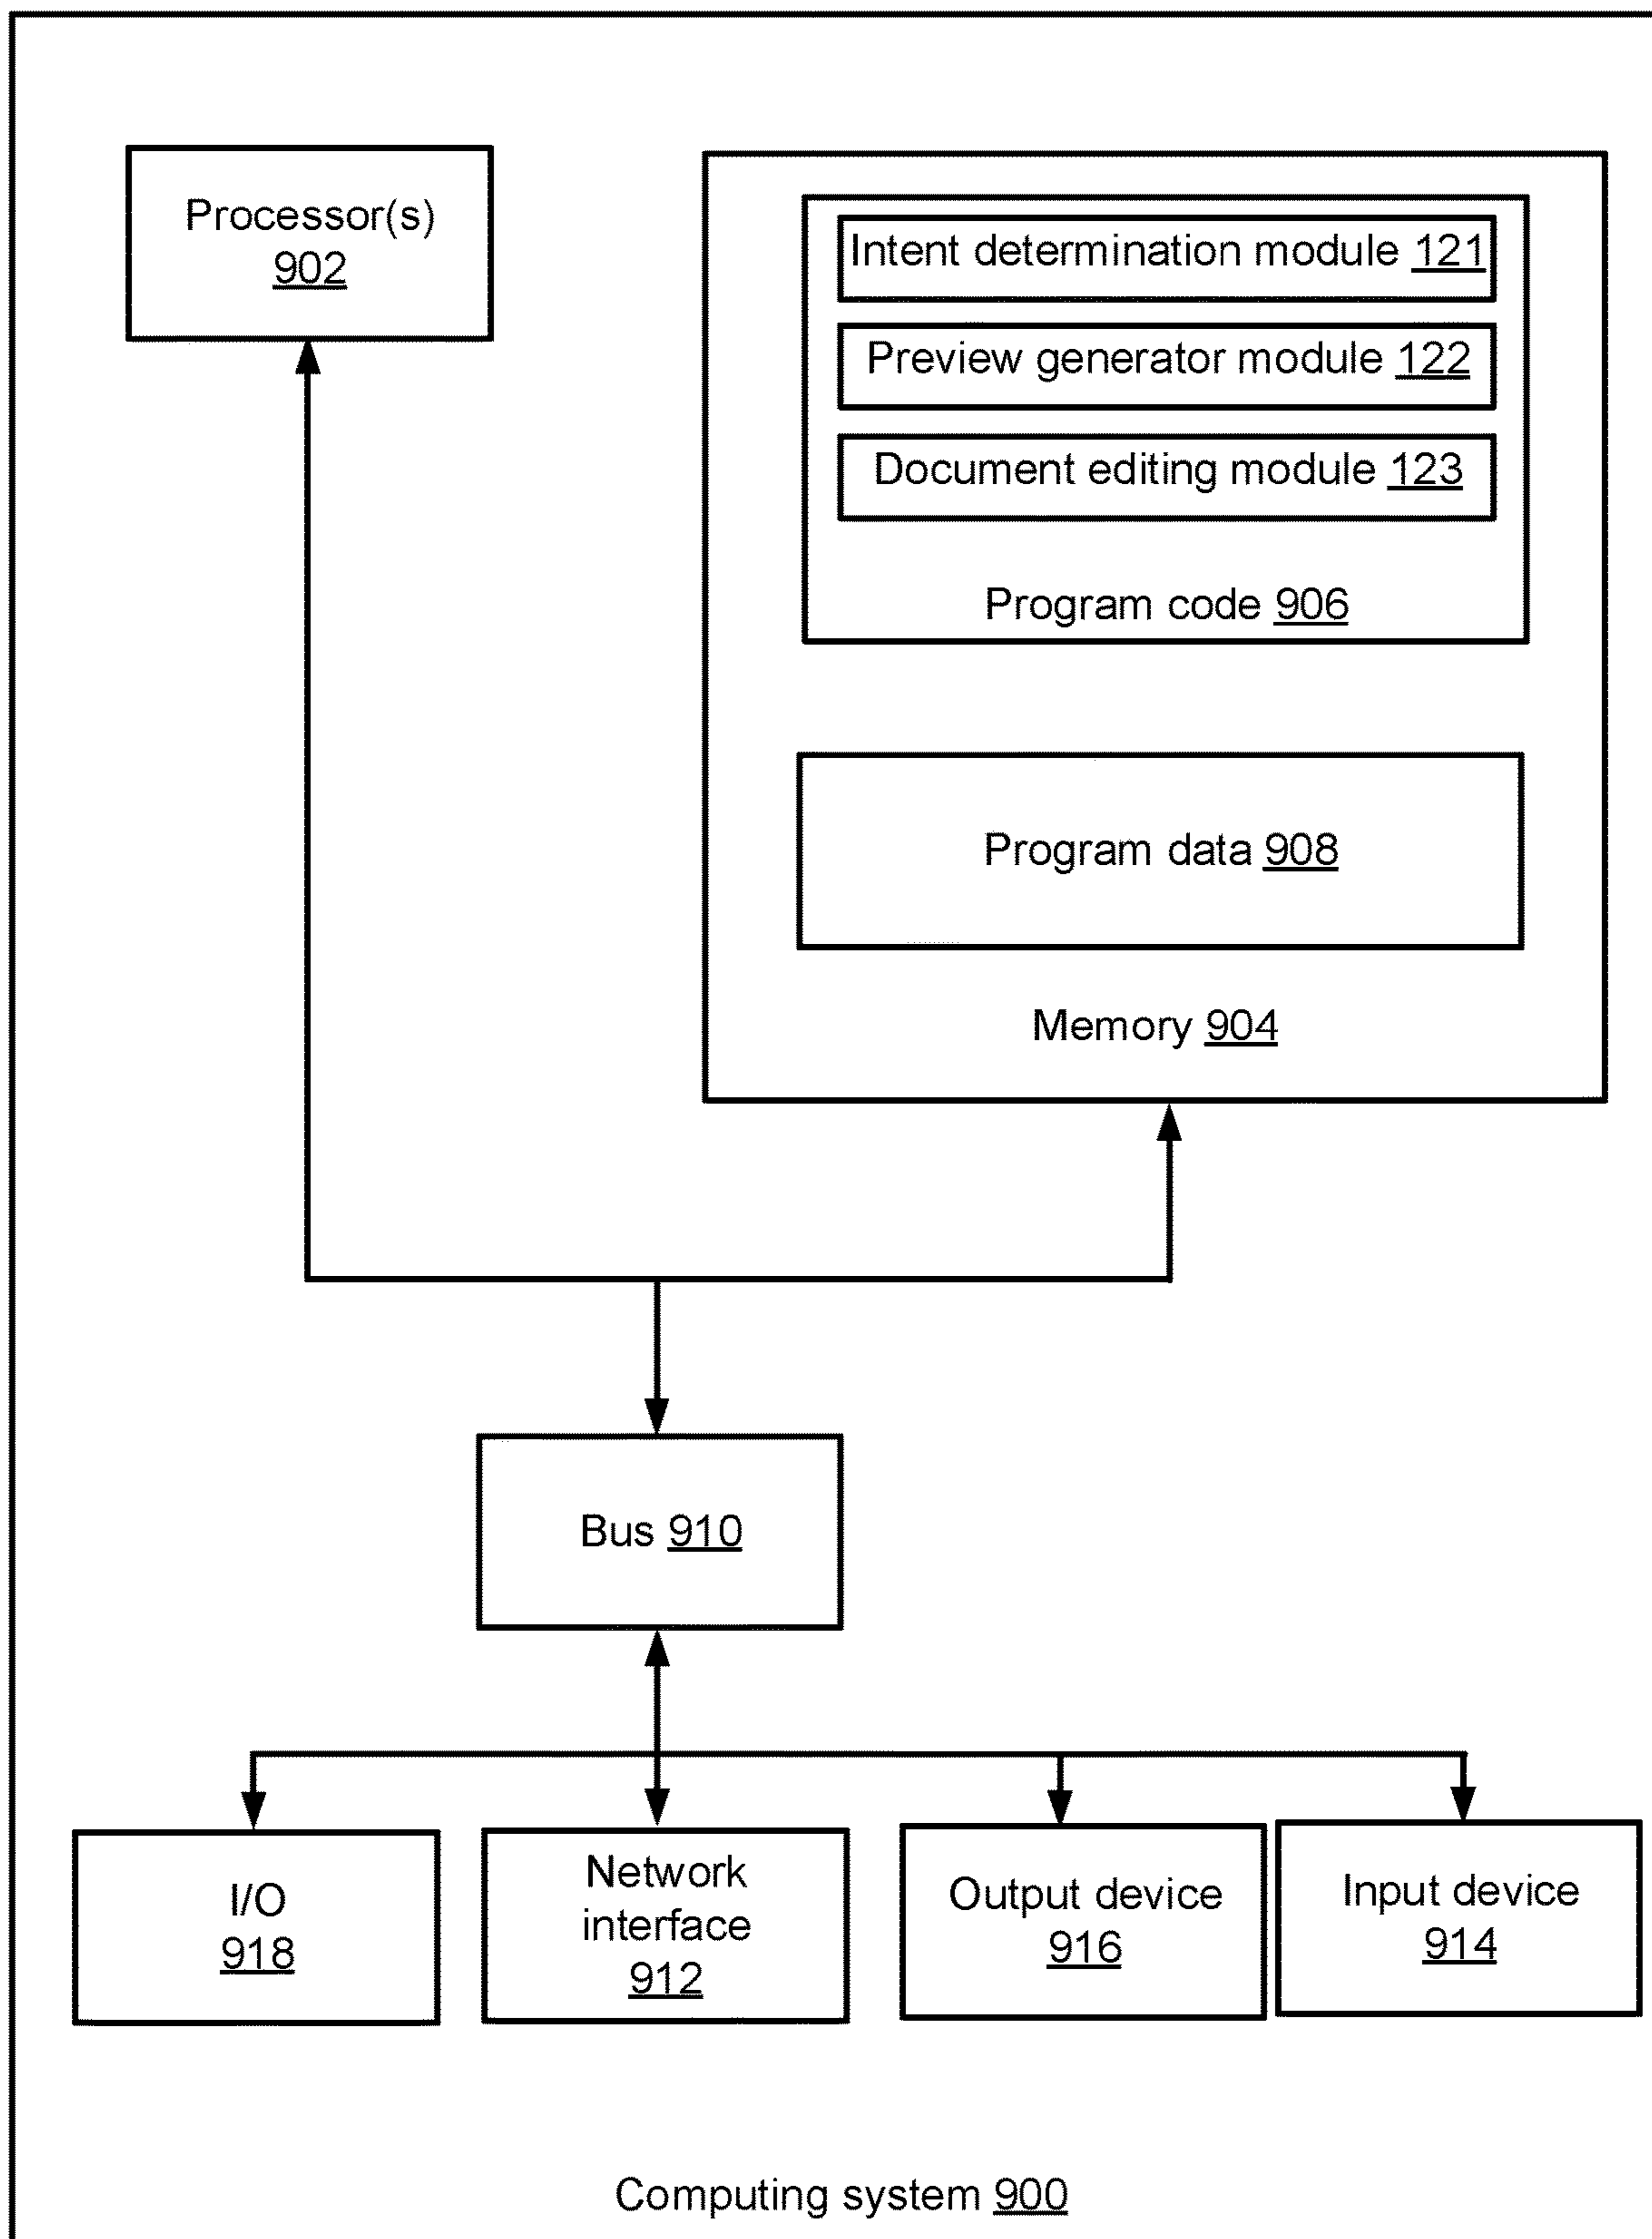 Processor(s)
902
Intent determination module 121
Preview generator module 122
Document editing module 123
Program code 906
Program data 908
Memory 904
Bus 910
I/O
918
Network
interface
912
Output device
916
Input device
914
Computing system 900